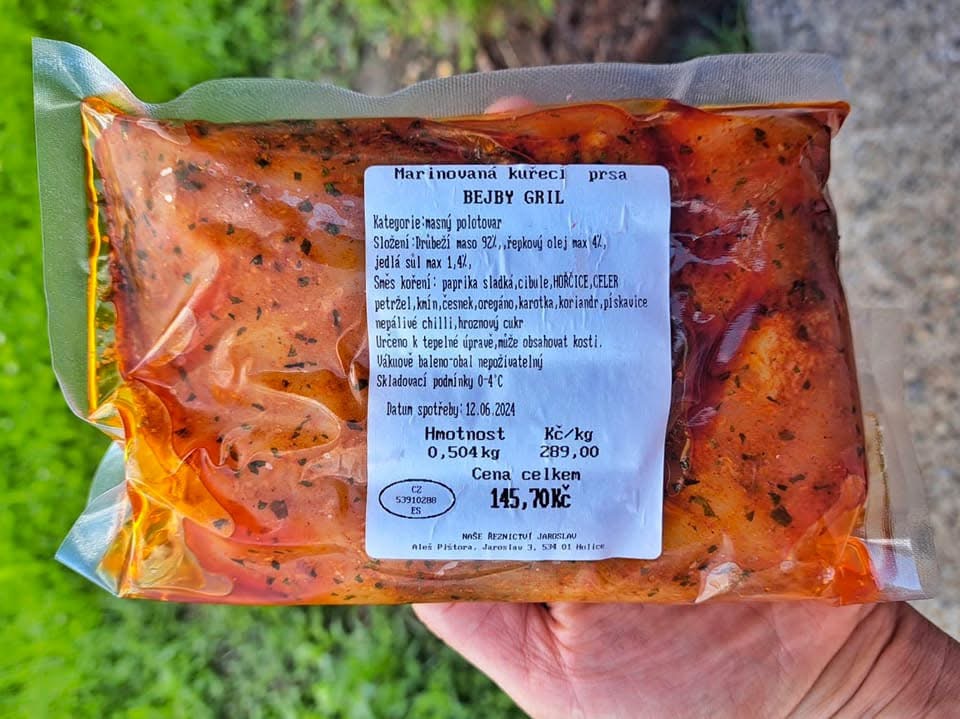 Marinovaná kuřecí prsa
BEJBY GRIL
Kategorie:masný polotovar
Složení:Drůbeží maso 92%,,řepkový olej max 4%,
jedlá sůl max 1,4%,
Směs koření: paprika sladká,cibule,HOŘČICE,CELER
petržel,kmín,česnek,oregáno,karotka,koriandr,pískavice
nepálivé chilli,hroznový cukr
Určeno k tepelné úpravě,může obsahovat kosti.
Vákuově baleno-obal nepoživatelný
Skladovací podmínky 0-4°C
Datum spotřeby:12.06.2024
Hmotnost Kč/kg
0,504kg 289,00
Cena celkem
145,70Kč
CZ
53910288
ES
NAŠE ŘEZNICTVÍ JAROSLAV
Aleš Pištora, Jaroslav 3, 534 01 Holice